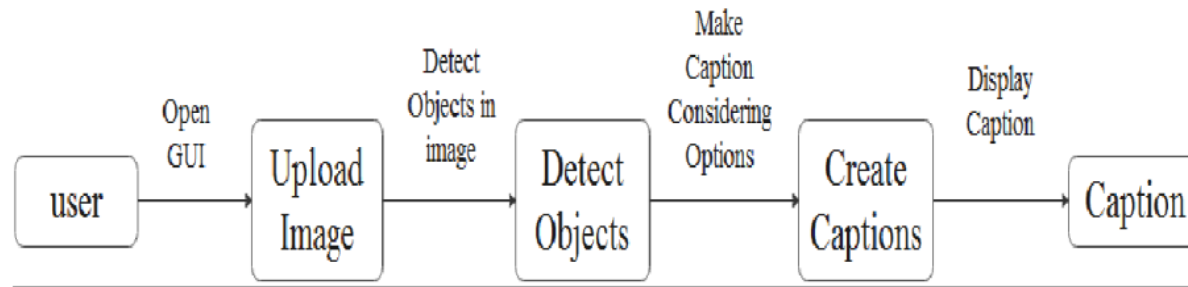 user
Open
GUI
Upload
Image
Detect
Objects in
image
Detect
Objects
Make
Caption
Considering
Options
Create
Captions
Display
Caption
Caption